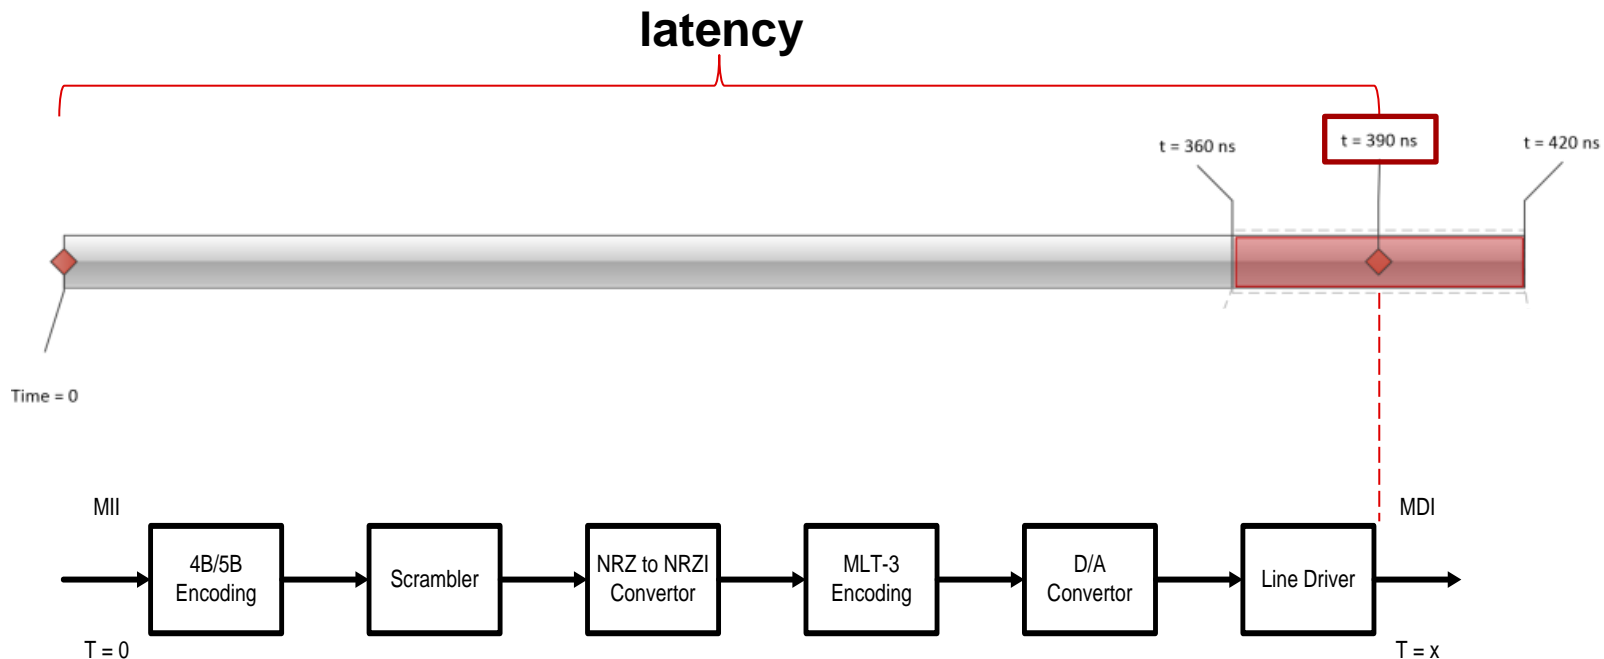 latency
t = 360 ns
t = 390 ns
t = 420 ns
Time = 0
MII
MDI
4B/5B
Encoding
Scrambler
NRZ to NRZI
Convertor
MLT-3
Encoding
D/A
Convertor
Line Driver
T = 0
T = x